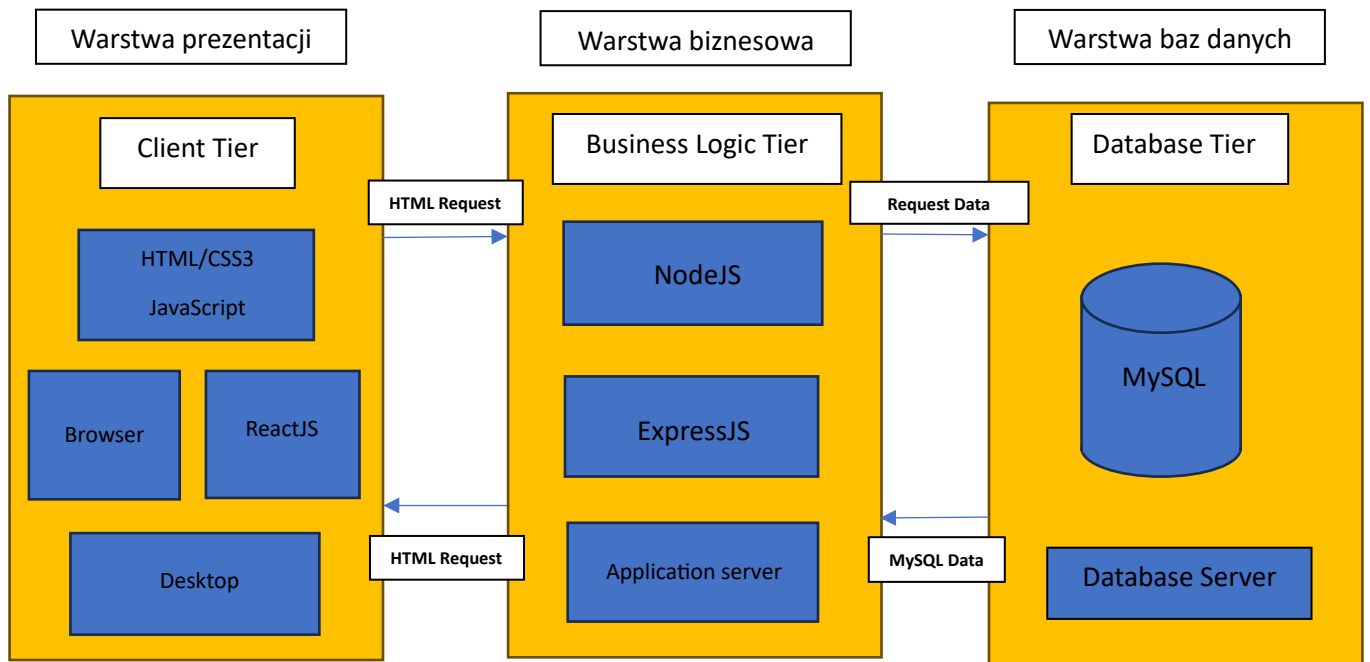 Warstwa prezentacji
Warstwa biznesowa
Warstwa baz danych
Client Tier
Business Logic Tier
Database Tier
HTML Request
Request Data
HTML/CSS3
JavaScript
NodeJS
MySQL
Browser
ReactJS
ExpressJS
HTML Request
MySQL Data
Desktop
Application server
Database Server